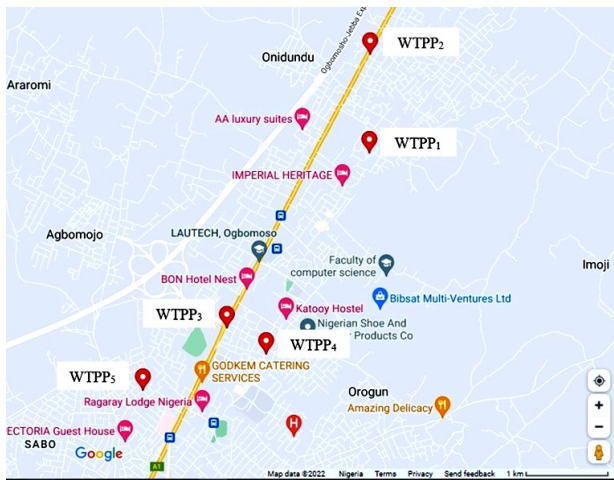 Ogbomosho-Jebba Exp
WTPP2
Onidundu
Araromi
AA luxury suites
WTPP1
IMPERIAL HERITAGE
LAUTECH, Ogbomoso
Agbomojo
Faculty of
computer science
Imoji
BON Hotel Nest
Bibsat Multi-Ventures Ltd
Katooy Hostel
WTPP3
Nigerian Shoe And
Products Co
WTPP4
GODKEM CATERING
SERVICES
WTPP5
Orogun
Ragaray Lodge Nigeria
Amazing Delicacy
H
ECTORIA Guest House
SABO
Google
A1
Map data ©2022 Nigeria Terms Privacy Send feedback 1 km